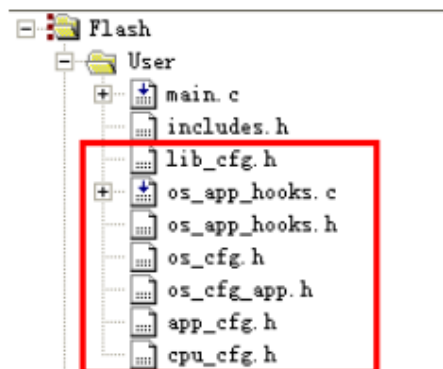 Flash
User
main.c
includes.h
lib_cfg.h
os_app_hooks.c
os_app_hooks.h
os_cfg.h
os_cfg_app.h
app_cfg.h
cpu_cfg.h